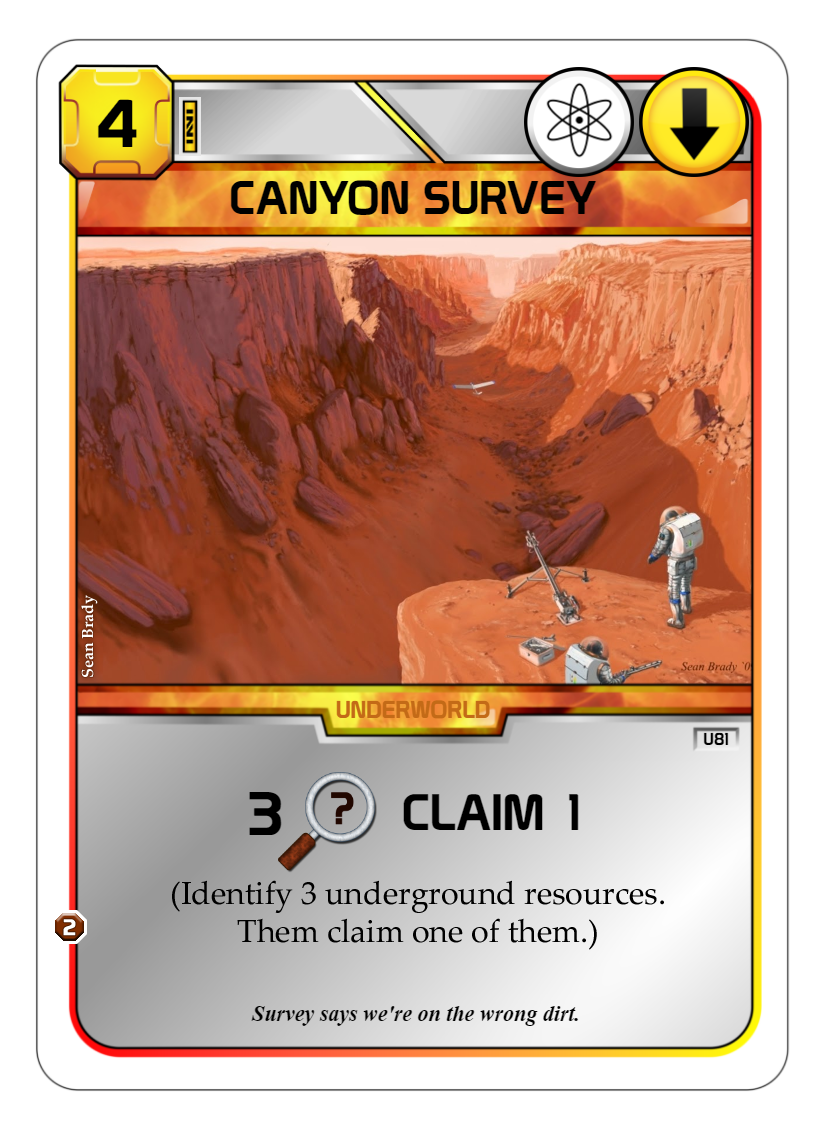 4
CANYON SURVEY
Sean Brady
Sean Brady '0
UNDERWORLD
U81
3 ? CLAIM 1
(Identify 3 underground resources.
Them claim one of them.)
2
Survey says we're on the wrong dirt.